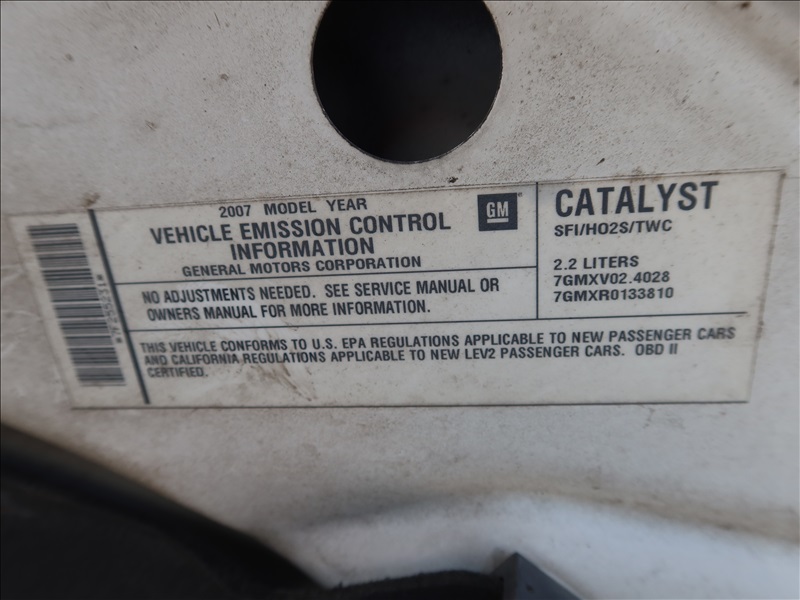 2007 MODEL YEAR
VEHICLE EMISSION CONTROL
INFORMATION
GENERAL MOTORS CORPORATION
GM
NO ADJUSTMENTS NEEDED. SEE SERVICE MANUAL OR
OWNERS MANUAL FOR MORE INFORMATION.
CATALYST
SFI/HO2S/TWC
2.2 LITERS
7GMXV02.4028
7GMXR0133810
THIS VEHICLE CONFORMS TO U.S. EPA REGULATIONS APPLICABLE TO NEW PASSENGER CARS
AND CALIFORNIA REGULATIONS APPLICABLE TO NEW LEV2 PASSENGER CARS. OBD II
CERTIFIED.